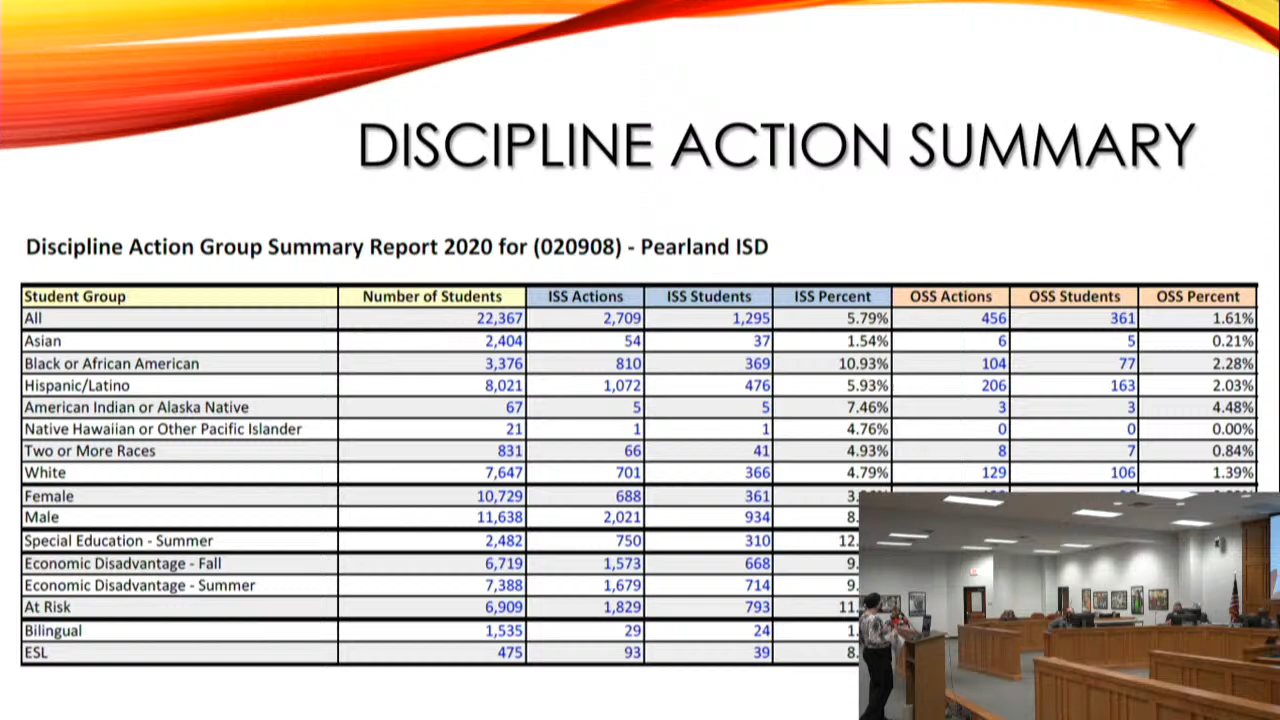 DISCIPLINE ACTION SUMMARY
Discipline Action Group Summary Report 2020 for (020908) - Pearland ISD
Student Group Number of Students ISS Actions ISS Students ISS Percent OSS Actions OSS Students OSS Percent
All 22,367 2,709 1,295 5.79% 456 361 1.61%
Asian 2,404 54 37 1.54% 6 5 0.21%
Black or African American 3,376 810 369 10.93% 104 77 2.28%
Hispanic/Latino 8,021 1,072 476 5.93% 206 163 2.03%
American Indian or Alaska Native 67 5 5 7.46% 3 3 4.48%
Native Hawaiian or Other Pacific Islander 21 1 1 4.76% 0 0 0.00%
Two or More Races 831 66 41 4.93% 8 7 0.84%
White 7,647 701 366 4.79% 129 106 1.39%
Female 10,729 688 361
Male 11,638 2,021 934 8.
Special Education - Summer 2,482 750 310 12.
Economic Disadvantage - Fall 6,719 1,573 668 9.
Economic Disadvantage - Summer 7,388 1,679 714 9.
At Risk 6,909 1,829 793 11.
Bilingual 1,535 29 24 1.
ESL 475 93 39 8.